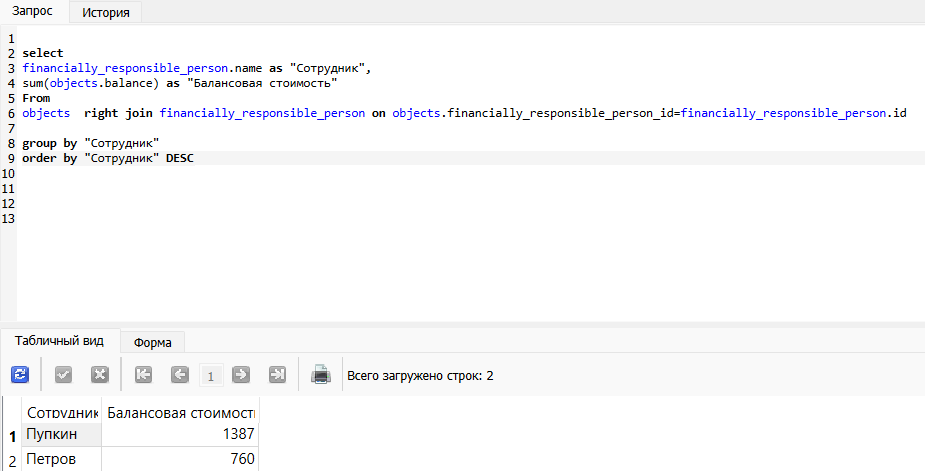 Запрос История
1
2 select
3 financially_responsible_person.name as "Сотрудник",
4 sum(objects.balance) as "Балансовая стоимость"
5 From
6 objects  right join financially_responsible_person on objects.financially_responsible_person_id=financially_responsible_person.id
7
8 group by "Сотрудник"
9 order by "Сотрудник" DESC
10
11
12
13
Табличный вид Форма
1 Всего загружено строк: 2
Сотрудник Балансовая стоимость
1 Пупкин 1387
2 Петров 760